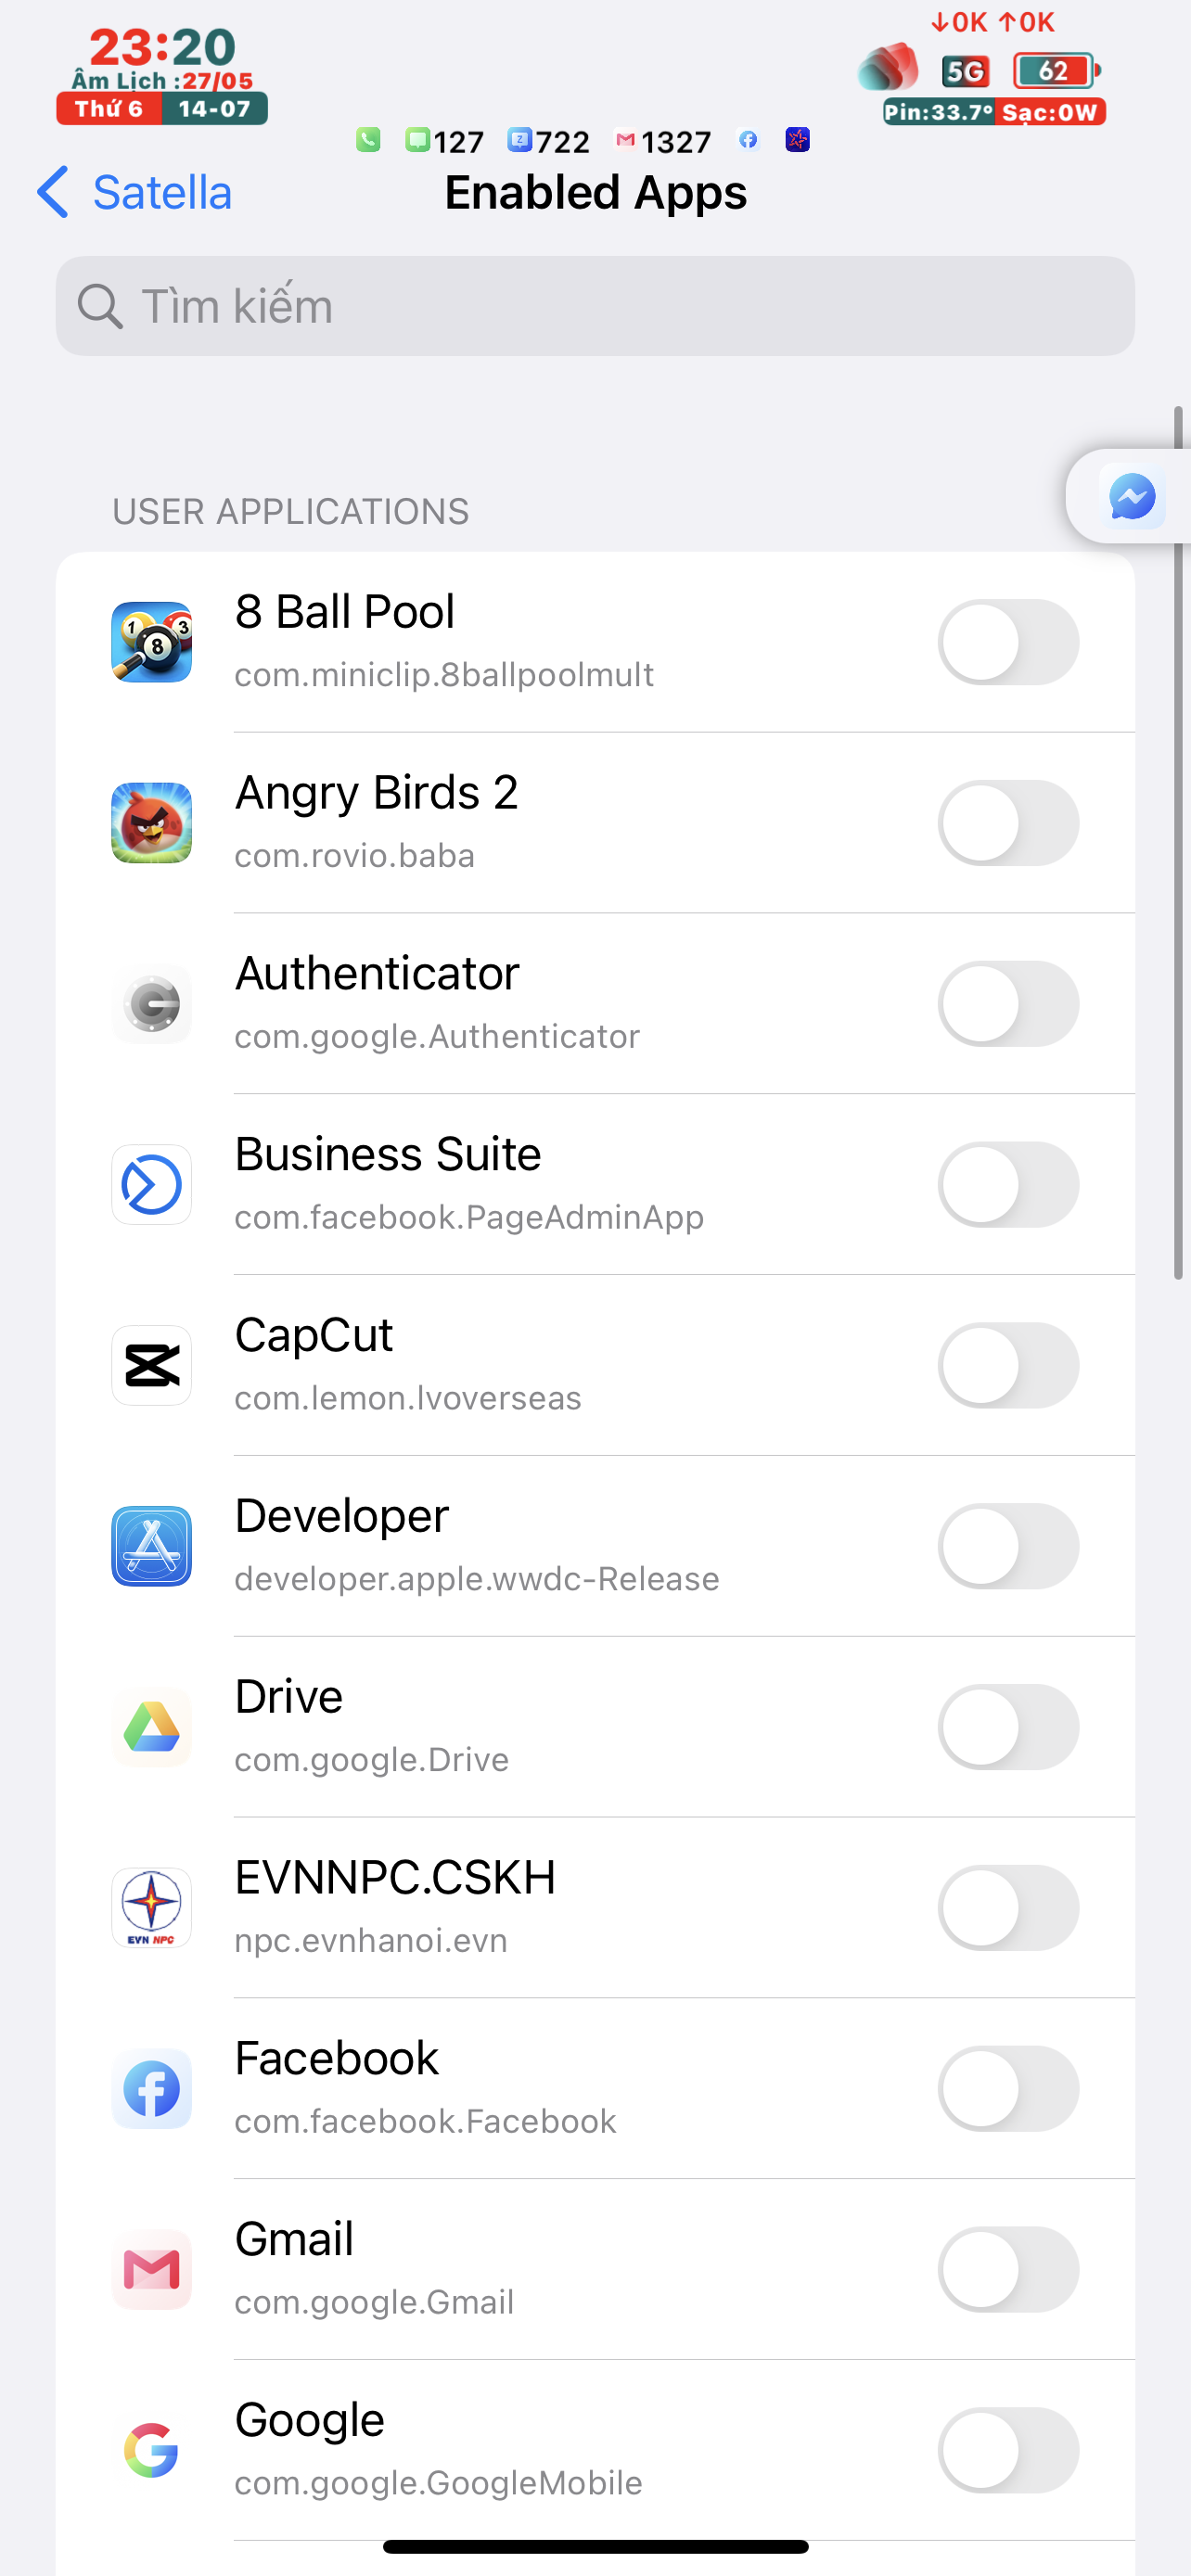 23:20
Âm Lịch :27/05
Thứ 6 14-07
↓0K ↑0K
5G 62
Pin:33.7° Sạc:0W
127 722 1327
Satella
Enabled Apps
Tìm kiếm
USER APPLICATIONS
8 Ball Pool
com.miniclip.8ballpoolmult
Angry Birds 2
com.rovio.baba
Authenticator
com.google.Authenticator
Business Suite
com.facebook.PageAdminApp
CapCut
com.lemon.lvoverseas
Developer
developer.apple.wwdc-Release
Drive
com.google.Drive
EVN NPC
EVNNPC.CSKH
npc.evnhanoi.evn
Facebook
com.facebook.Facebook
Gmail
com.google.Gmail
Google
com.google.GoogleMobile